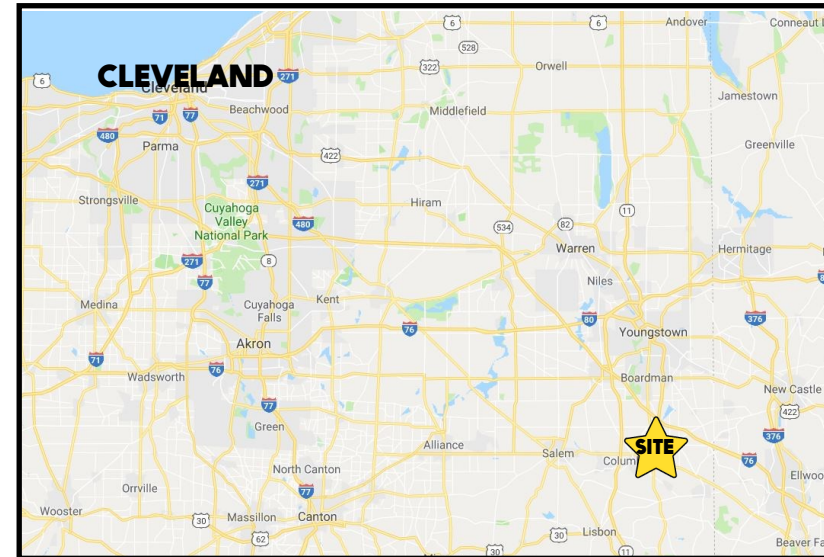 6
6
Andover
Conneaut L
528
322
Orwell
CLEVELAND
Cleveland
271
6
Jamestown
Beachwood
Middlefield
71
77
480
Parma
422
Greenville
271
Strongsville
Cuyahoga
Valley
National Park
Hiram
11
480
534
82
Warren
Hermitage
271
8
77
Niles
Medina
Cuyahoga
Falls
Kent
76
80
376
Youngstown
Akron
71
76
Wadsworth
Boardman
New Castle
77
422
Green
376
SITE
Alliance
Salem
Colum
76
North Canton
Ellwoo
Orrville
77
Wooster
30
Massillon
Canton
62
30
Lisbon
30
11
Beaver Fa